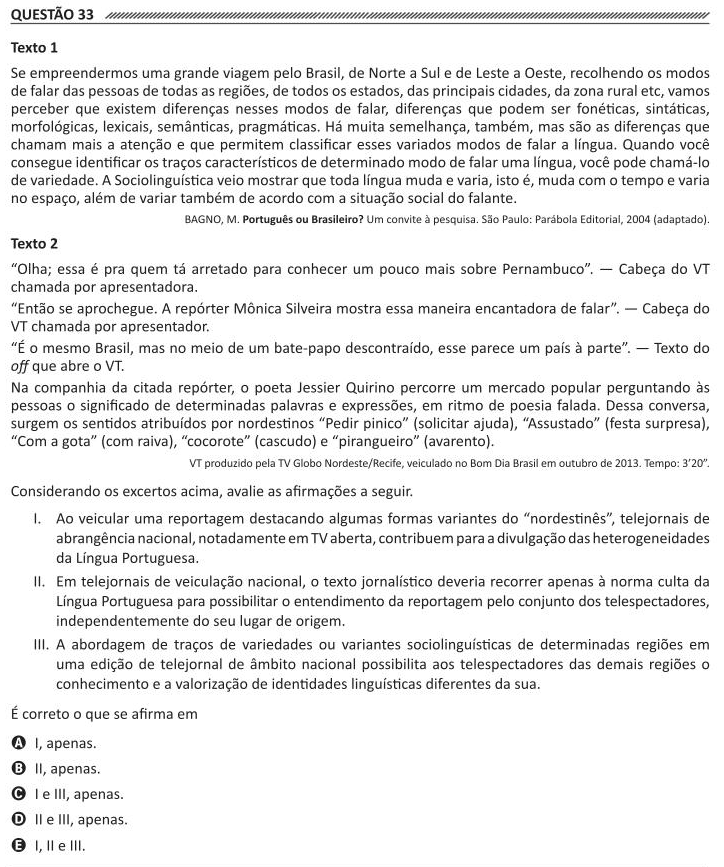 QUESTÃO 33
Texto 1
Se empreendermos uma grande viagem pelo Brasil, de Norte a Sul e de Leste a Oeste, recolhendo os modos
de falar das pessoas de todas as regiões, de todos os estados, das principais cidades, da zona rural etc, vamos
perceber que existem diferenças nesses modos de falar, diferenças que podem ser fonéticas, sintáticas,
morfológicas, lexicais, semânticas, pragmáticas. Há muita semelhança, também, mas são as diferenças que
chamam mais a atenção e que permitem classificar esses variados modos de falar a língua. Quando você
consegue identificar os traços característicos de determinado modo de falar uma língua, você pode chamá-lo
de variedade. A Sociolinguística veio mostrar que toda língua muda e varia, isto é, muda com o tempo e varia
no espaço, além de variar também de acordo com a situação social do falante.
BAGNO, M. Português ou Brasileiro? Um convite à pesquisa. São Paulo: Parábola Editorial, 2004 (adaptado).
Texto 2
“Olha; essa é pra quem tá arretado para conhecer um pouco mais sobre Pernambuco”. — Cabeça do VT
chamada por apresentadora.
“Então se aprochegue. A repórter Mônica Silveira mostra essa maneira encantadora de falar”. — Cabeça do
VT chamada por apresentador.
“É o mesmo Brasil, mas no meio de um bate-papo descontraído, esse parece um país à parte”. — Texto do
off que abre o VT.
Na companhia da citada repórter, o poeta Jessier Quirino percorre um mercado popular perguntando às
pessoas o significado de determinadas palavras e expressões, em ritmo de poesia falada. Dessa conversa,
surgem os sentidos atribuídos por nordestinos “Pedir pinico” (solicitar ajuda), “Assustado” (festa surpresa),
“Com a gota” (com raiva), “cocorote” (cascudo) e “pirangueiro” (avarento).
VT produzido pela TV Globo Nordeste/Recife, veiculado no Bom Dia Brasil em outubro de 2013. Tempo: 3’20”.
Considerando os excertos acima, avalie as afirmações a seguir.
I. Ao veicular uma reportagem destacando algumas formas variantes do “nordestinês”, telejornais de
abrangência nacional, notadamente em TV aberta, contribuem para a divulgação das heterogeneidades
da Língua Portuguesa.
II. Em telejornais de veiculação nacional, o texto jornalístico deveria recorrer apenas à norma culta da
Língua Portuguesa para possibilitar o entendimento da reportagem pelo conjunto dos telespectadores,
independentemente do seu lugar de origem.
III. A abordagem de traços de variedades ou variantes sociolinguísticas de determinadas regiões em
uma edição de telejornal de âmbito nacional possibilita aos telespectadores das demais regiões o
conhecimento e a valorização de identidades linguísticas diferentes da sua.
É correto o que se afirma em
A I, apenas.
B II, apenas.
C I e III, apenas.
D II e III, apenas.
E I, II e III.